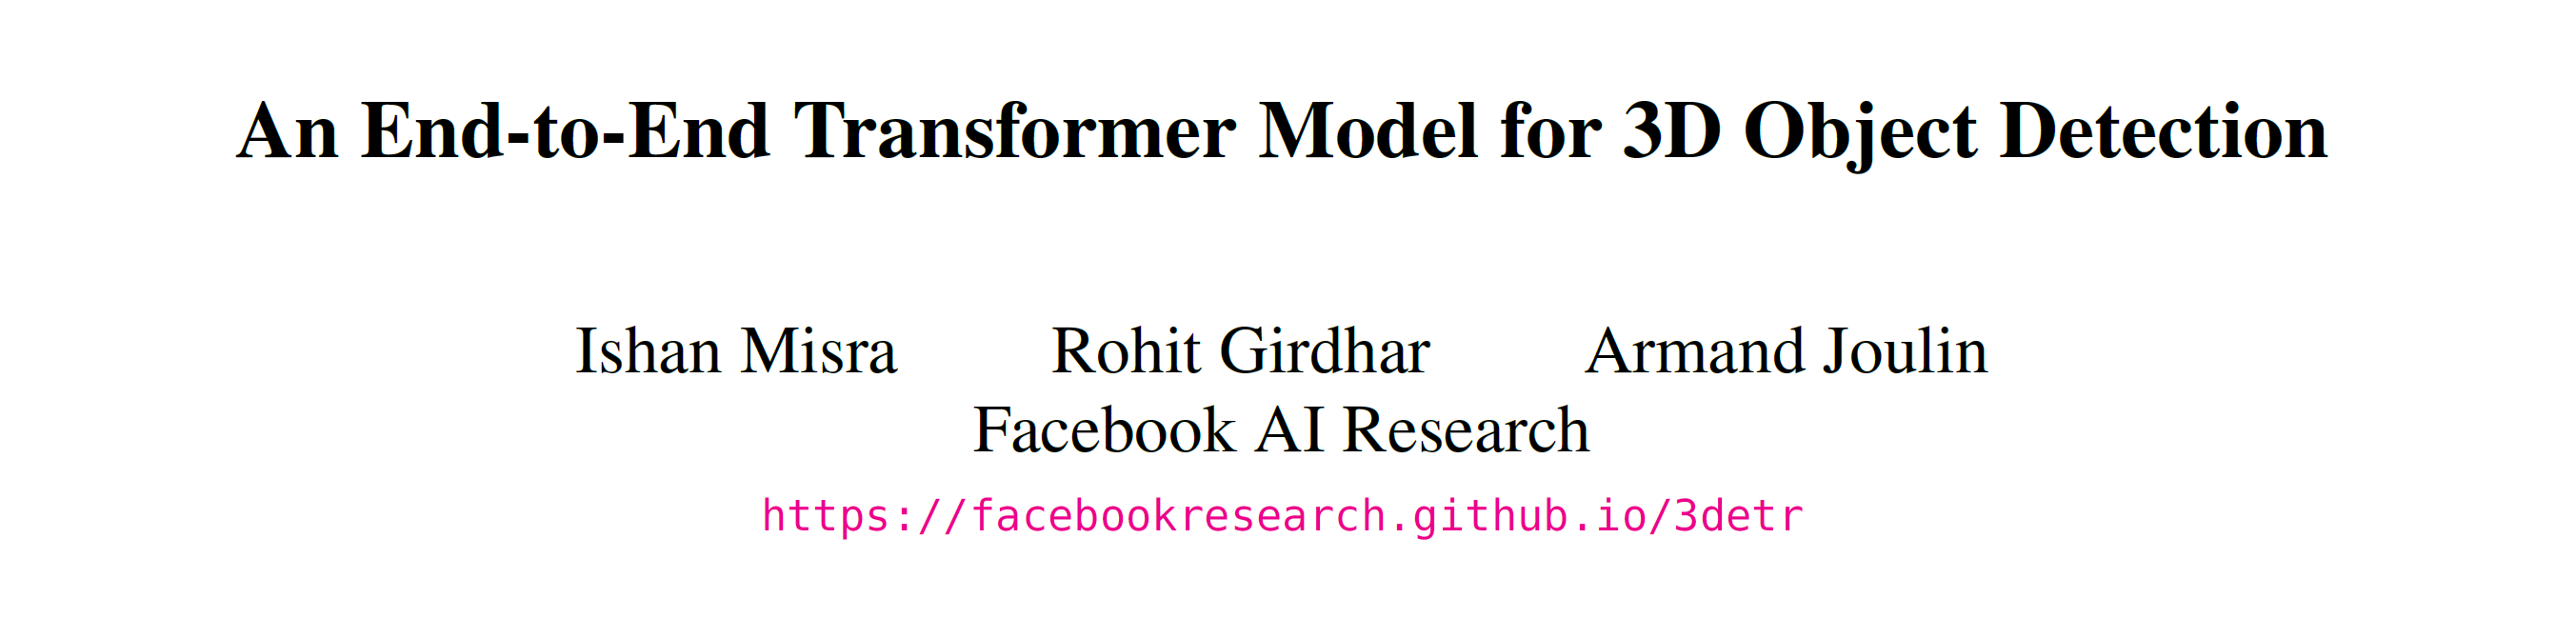 An End-to-End Transformer Model for 3D Object Detection
Ishan Misra Rohit Girdhar Armand Joulin
Facebook AI Research
https://facebookresearch.github.io/3detr